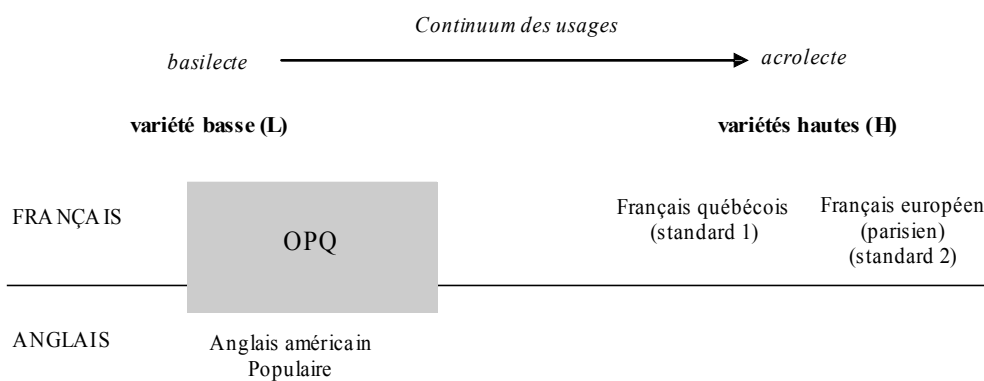 Continuum des usages
basilecte
acrolecte
variété basse (L)
variétés hautes (H)
FRANÇAIS
OPQ
Français québécois
(standard 1)
Français européen
(parisien)
(standard 2)
ANGLAIS
Anglais américain
Populaire